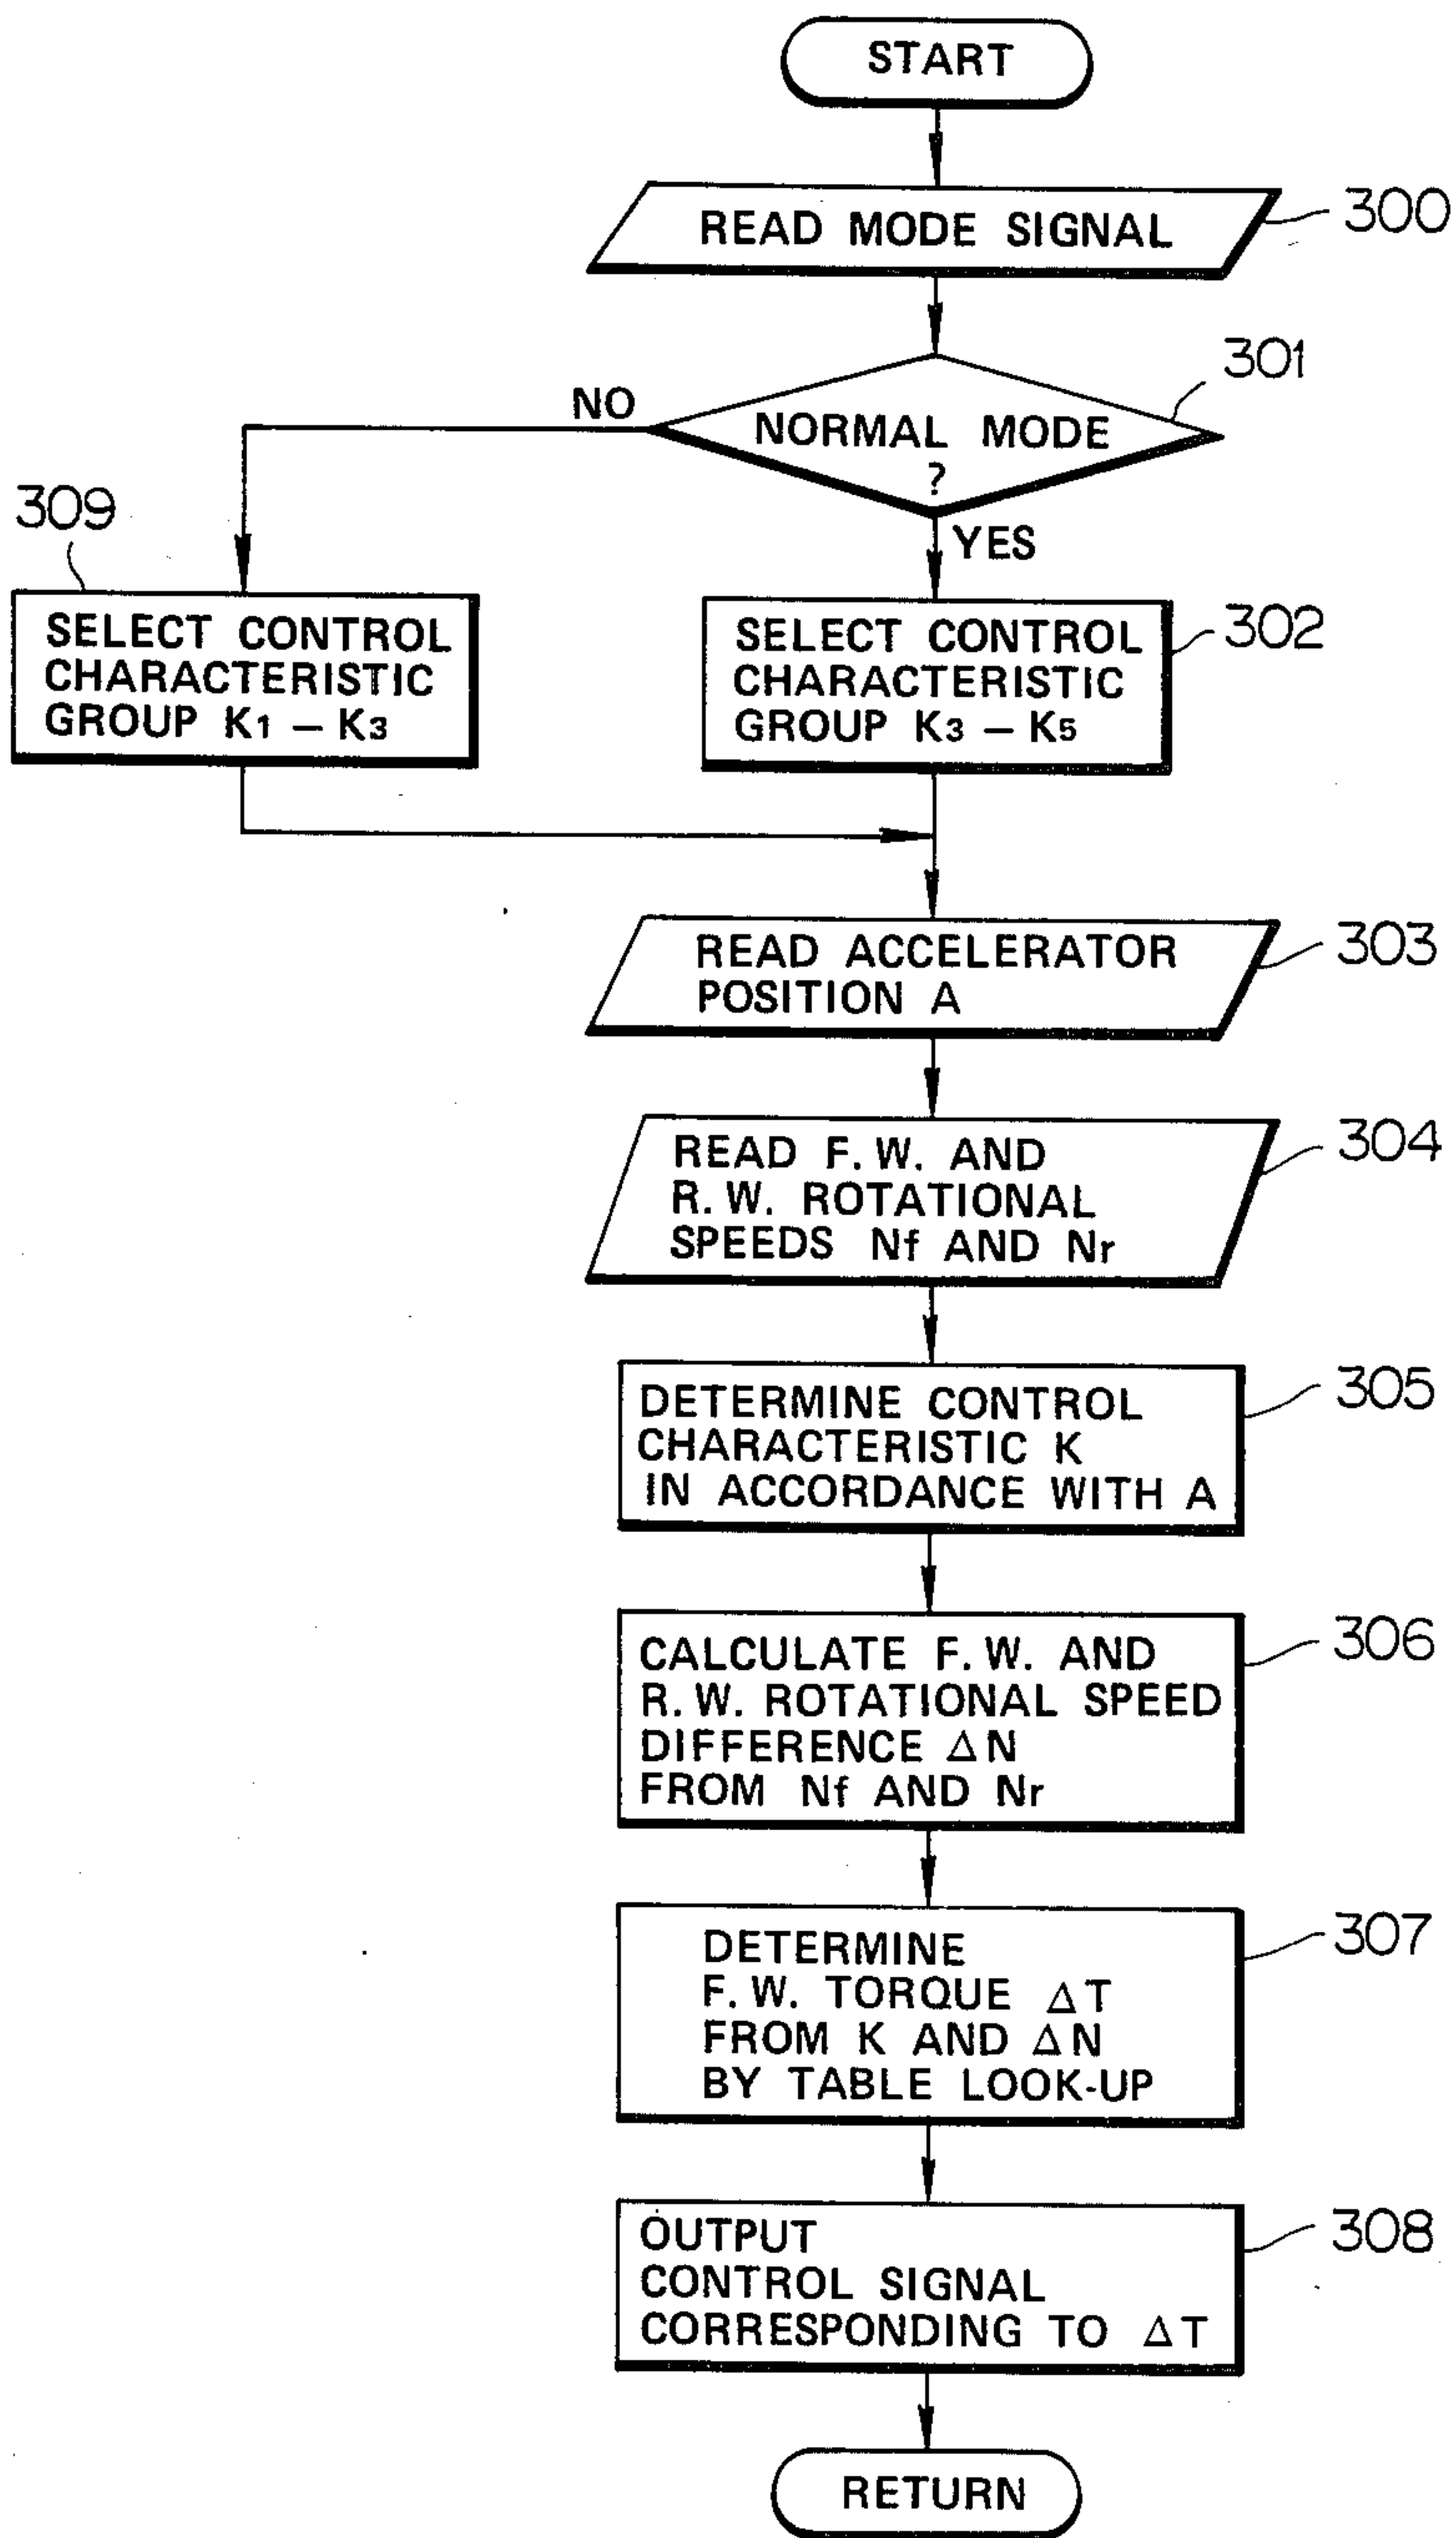 START
READ MODE SIGNAL
300
301
NO
NORMAL MODE
?
YES
309
SELECT CONTROL
CHARACTERISTIC
GROUP K1 – K3
302
SELECT CONTROL
CHARACTERISTIC
GROUP K3 – K5
303
READ ACCELERATOR
POSITION A
304
READ F. W. AND
R. W. ROTATIONAL
SPEEDS Nf AND Nr
305
DETERMINE CONTROL
CHARACTERISTIC K
IN ACCORDANCE WITH A
306
CALCULATE F. W. AND
R. W. ROTATIONAL SPEED
DIFFERENCE ΔN
FROM Nf AND Nr
307
DETERMINE
F. W. TORQUE ΔT
FROM K AND ΔN
BY TABLE LOOK-UP
308
OUTPUT
CONTROL SIGNAL
CORRESPONDING TO ΔT
RETURN